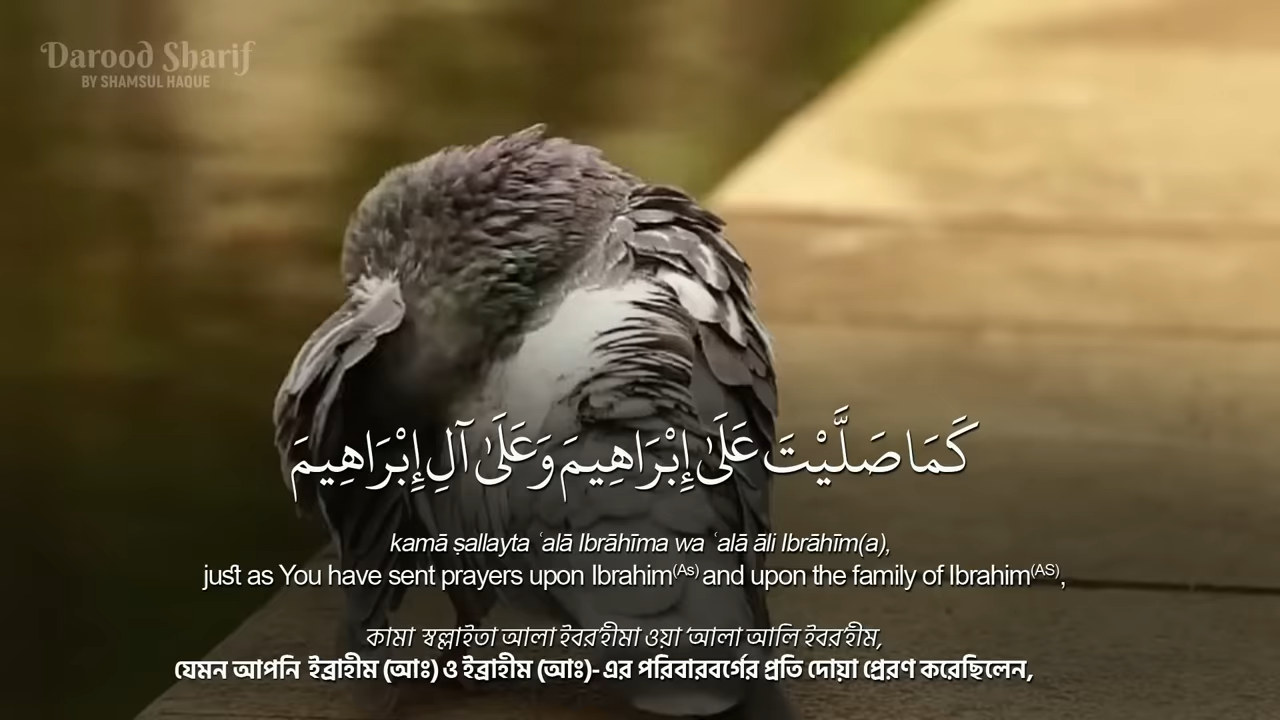 Darood Sharif
BY SHAMSUL HAQUE
كَمَا صَلَّيْتَ عَلَىٰ إِبْرَاهِيمَ وَعَلَىٰ آلِ إِبْرَاهِيمَ
kamā ṣallayta ʿalā Ibrāhīma wa ʿalā āli Ibrāhīm(a),
just as You have sent prayers upon Ibrahim(As) and upon the family of Ibrahim(AS),
কামা স্বল্লাইতা আলা ইবর'হীমা ওয়া ‘আলা আলি ইবর'হীম,
যেমন আপনি ইব্রাহীম (আঃ) ও ইব্রাহীম (আঃ)- এর পরিবারবর্গের প্রতি দোয়া প্রেরণ করেছিলেন,